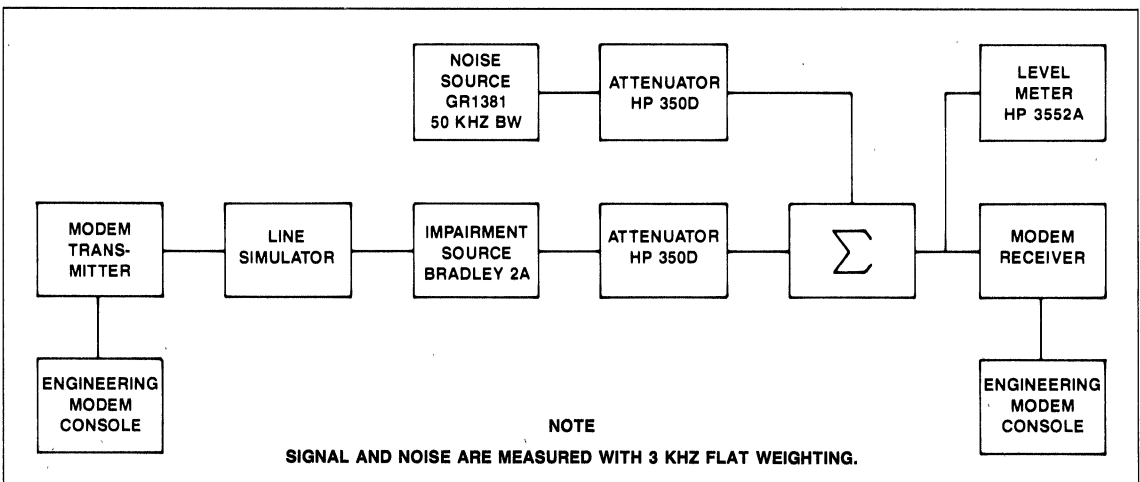 NOISE
SOURCE
GR1381
50 KHZ BW
ATTENUATOR
HP 350D
LEVEL
METER
HP 3552A
MODEM
TRANS-
MITTER
LINE
SIMULATOR
IMPAIRMENT
SOURCE
BRADLEY 2A
ATTENUATOR
HP 350D
Σ
MODEM
RECEIVER
ENGINEERING
MODEM
CONSOLE
ENGINEERING
MODEM
CONSOLE
NOTE
SIGNAL AND NOISE ARE MEASURED WITH 3 KHZ FLAT WEIGHTING.